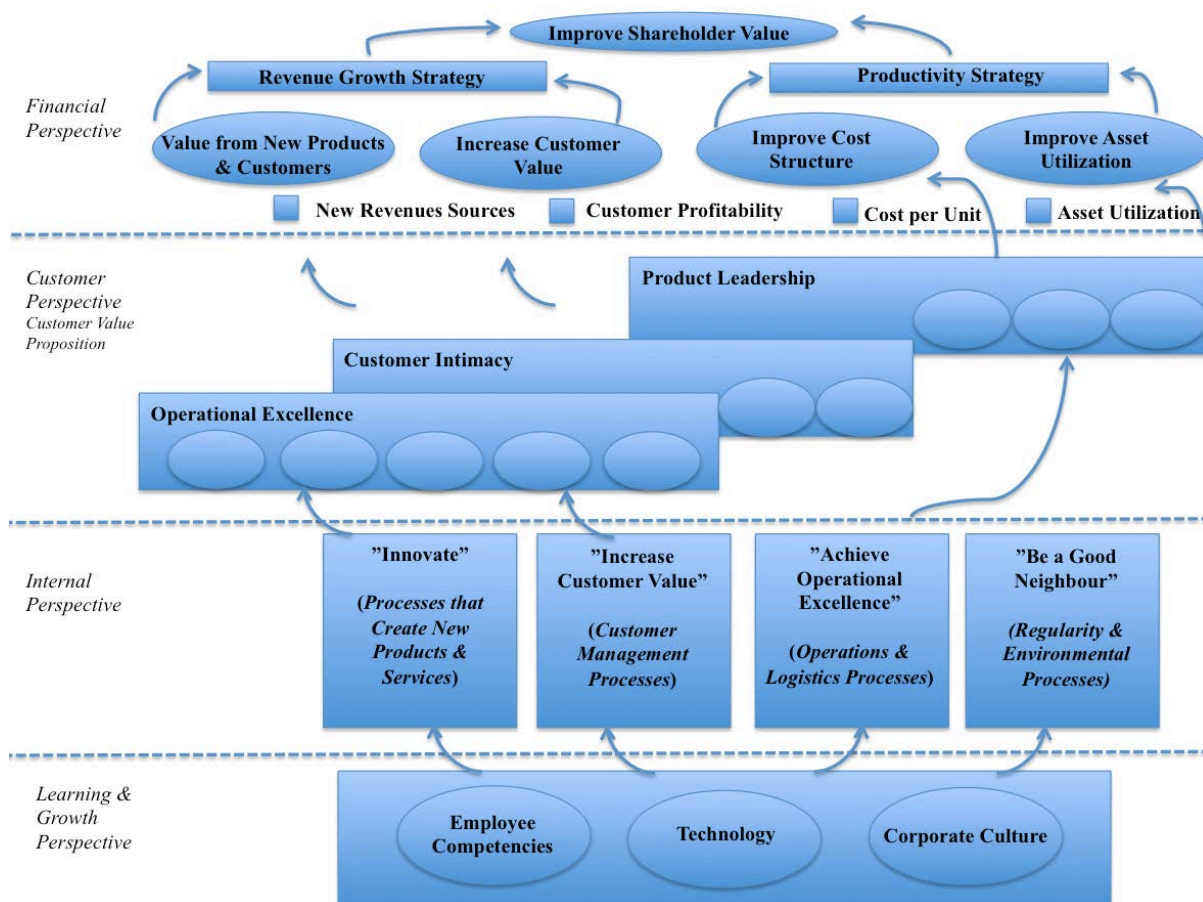 Improve Shareholder Value
Revenue Growth Strategy
Productivity Strategy
Financial
Perspective
Value from New Products
& Customers
Increase Customer
Value
Improve Cost
Structure
Improve Asset
Utilization
New Revenues Sources
Customer Profitability
Cost per Unit
Asset Utilization
Customer
Perspective
Customer Value
Proposition
Product Leadership
Customer Intimacy
Operational Excellence
Internal
Perspective
”Innovate”
(Processes that
Create New
Products &
Services)
”Increase
Customer Value”
(Customer
Management
Processes)
”Achieve
Operational
Excellence”
(Operations &
Logistics Processes)
”Be a Good
Neighbour”
(Regularity &
Environmental
Processes)
Learning &
Growth
Perspective
Employee
Competencies
Technology
Corporate Culture